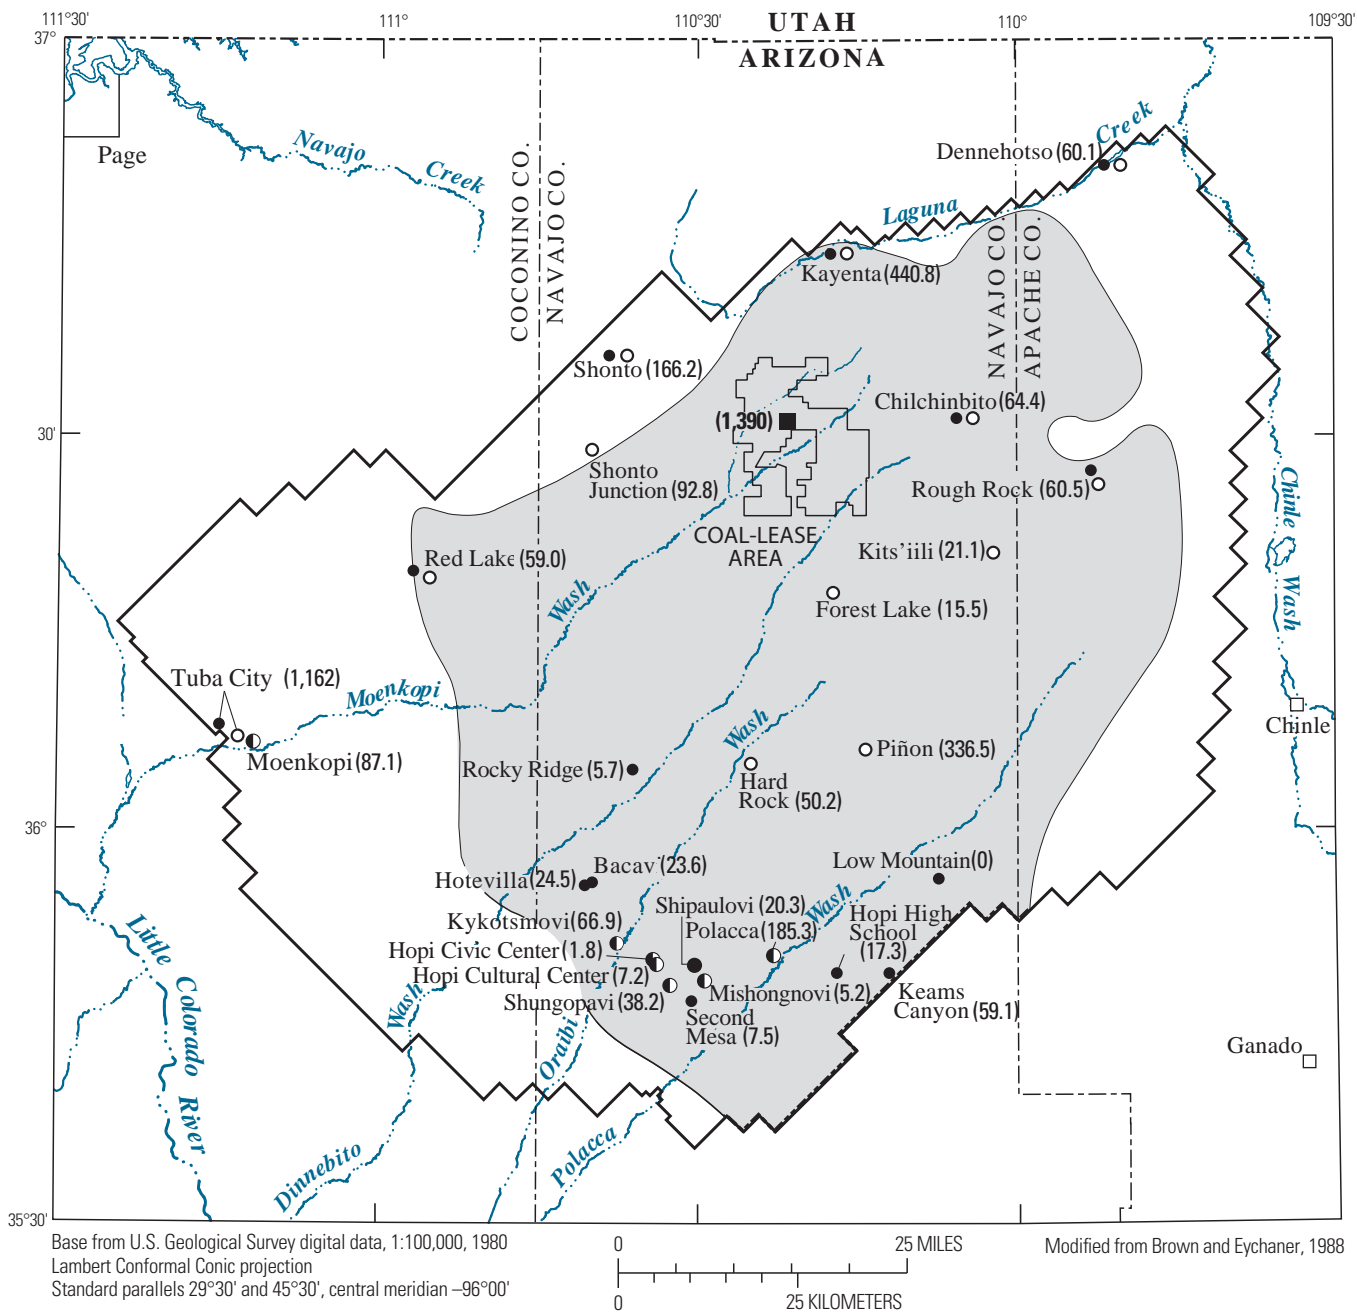 111°30'
111°
110°30'
110°
109°30'
37°
UTAH
ARIZONA
Page
Navajo
Creek
COCONINO CO.
NAVAJO CO.
Dennehotso (60.1)
Creek
Laguna
Kayenta (440.8)
NAVAJO CO.
APACHE CO.
Shonto (166.2)
Chilchinbito (64.4)
(1,390)
30'
Shonto
Junction (92.8)
Rough Rock (60.5)
Chinle Wash
COAL-LEASE
AREA
Kits'iili (21.1)
Red Lake (59.0)
Wash
Forest Lake (15.5)
Tuba City (1,162)
Moenkopi
Wash
Chinle
Moenkopi (87.1)
Piñon (336.5)
Rocky Ridge (5.7)
Hard
Rock (50.2)
36°
Low Mountain (0)
Bacavi (23.6)
Hotevilla (24.5)
Shipaulovi (20.3)
Wash
Hopi High
School
(17.3)
Kykotsmovi (66.9)
Polacca (185.3)
Hopi Civic Center (1.8)
Hopi Cultural Center (7.2)
Mishongnovi (5.2)
Shungopavi (38.2)
Keams
Canyon (59.1)
Second
Mesa (7.5)
Little Colorado River
Wash
Oraibi
Ganado
Dinnebito
Polacca
35°30'
Base from U.S. Geological Survey digital data, 1:100,000, 1980
Lambert Conformal Conic projection
Standard parallels 29°30' and 45°30', central meridian –96°00'
0
25 MILES
0
25 KILOMETERS
Modified from Brown and Eychaner, 1988